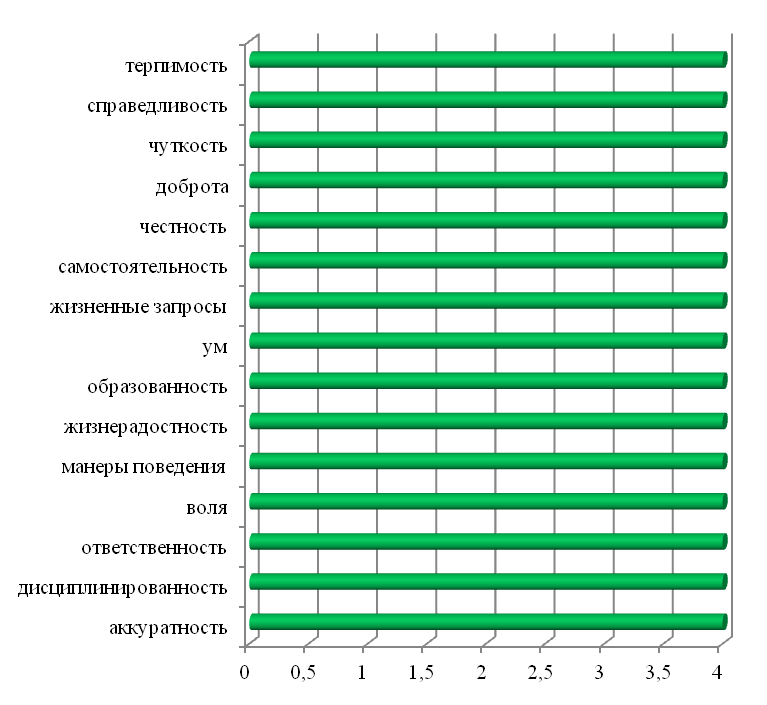 терпимость
справедливость
чуткость
доброта
честность
самостоятельность
жизненные запросы
ум
образованность
жизнерадостность
манеры поведения
воля
ответственность
дисциплинированность
аккуратность
0 0,5 1 1,5 2 2,5 3 3,5 4